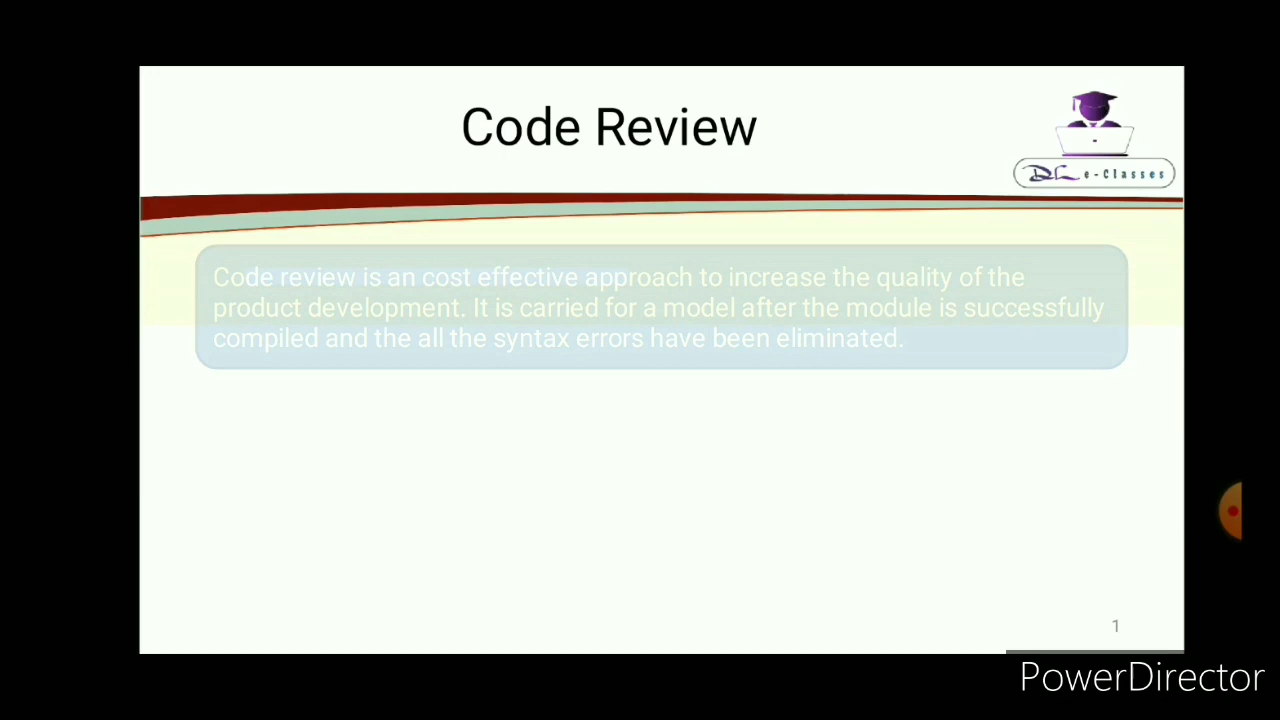 Code Review
DL e-Classes
Code review is an cost effective approach to increase the quality of the
product development. It is carried for a model after the module is successfully
compiled and the all the syntax errors have been eliminated.
1
PowerDirector